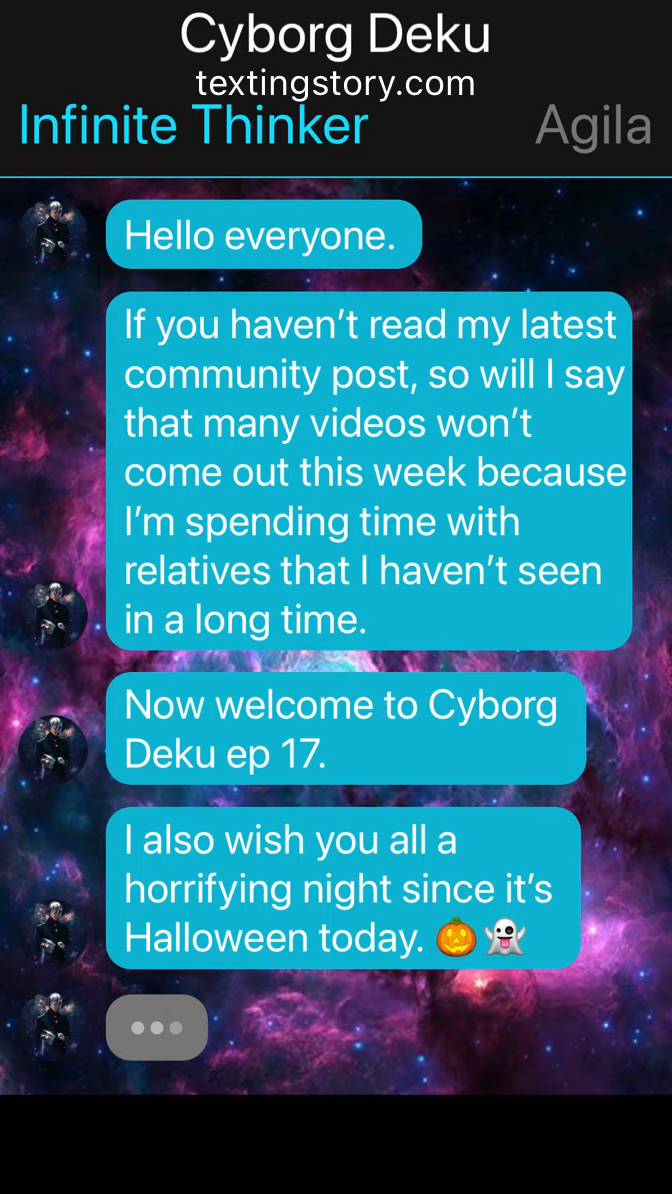 Cyborg Deku
textingstory.com
Infinite Thinker Agila
Hello everyone.
If you haven’t read my latest
community post, so will I say
that many videos won’t
come out this week because
I’m spending time with
relatives that I haven’t seen
in a long time.
Now welcome to Cyborg
Deku ep 17.
I also wish you all a
horrifying night since it’s
Halloween today. 🎃👻